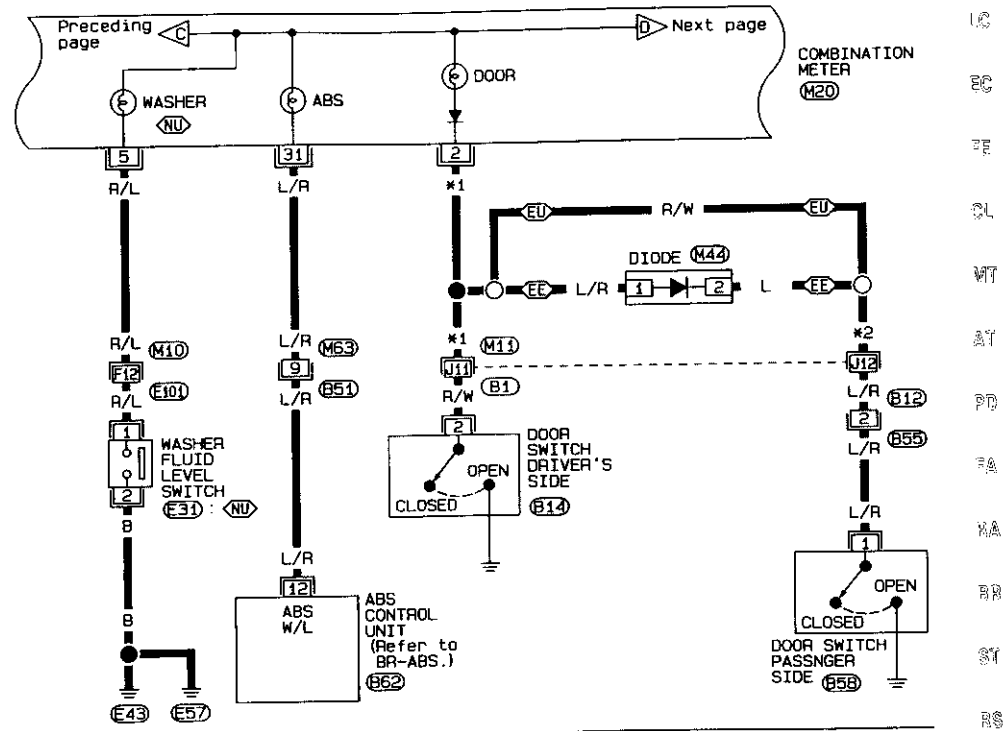 Preceding page
C
D
Next page
COMBINATION METER
M20
WASHER
NU
ABS
DOOR
5
31
2
R/L
L/R
*1
EU
R/W
EU
DIODE M44
EE
L/R
1
2
L
EE
R/L
M10
L/R
M63
*1
M11
*2
F12
9
J11
J12
R/L
E101
L/R
B51
R/W
B1
L/R
B12
1
2
2
B55
WASHER FLUID LEVEL SWITCH
E31 : NU
2
DOOR SWITCH DRIVER'S SIDE
B14
OPEN
CLOSED
L/R
B
L/R
L/R
12
1
ABS W/L
ABS CONTROL UNIT
(Refer to BR-ABS.)
B62
OPEN
CLOSED
B
DOOR SWITCH PASSNGER SIDE B58
E43
E57
EC
FE
CL
MT
AT
PD
FA
BR
ST
RS